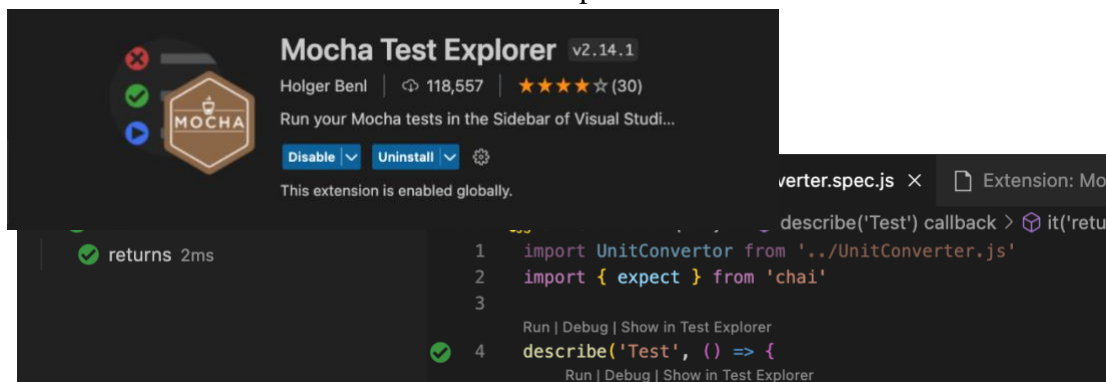 Mocha Test Explorer v2.14.1
Holger Benl 118,557 (30)
Run your Mocha tests in the Sidebar of Visual Studi...
MOCHA
Disable Uninstall
This extension is enabled globally.
verter.spec.js Extension: Mo
describe('Test') callback > it('retu
returns 2ms
1 import UnitConvertor from '../UnitConverter.js'
2 import { expect } from 'chai'
3
Run | Debug | Show in Test Explorer
4 describe('Test', () => {
Run | Debug | Show in Test Explorer